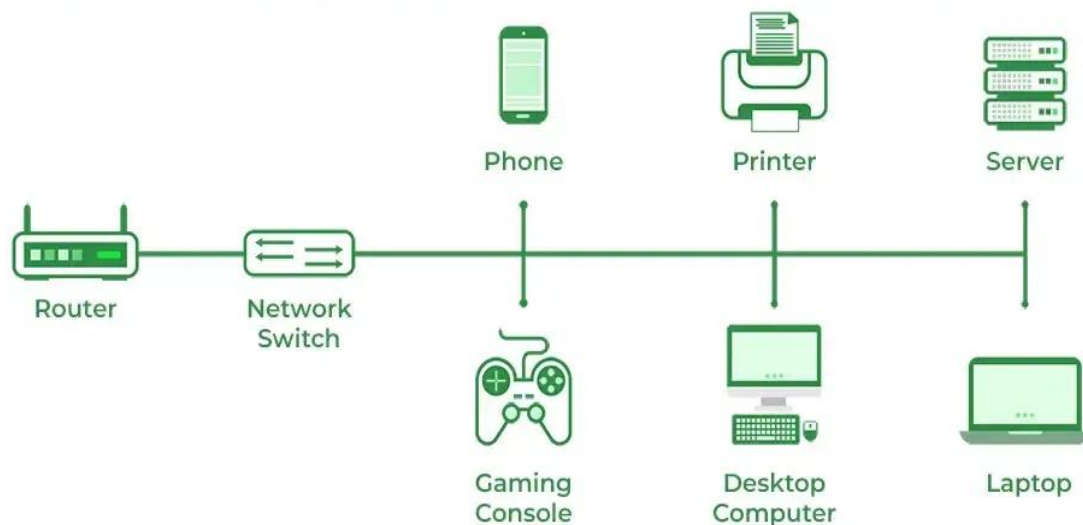 Phone
Printer
Server
Router
Network
Switch
Gaming
Console
Desktop
Computer
Laptop